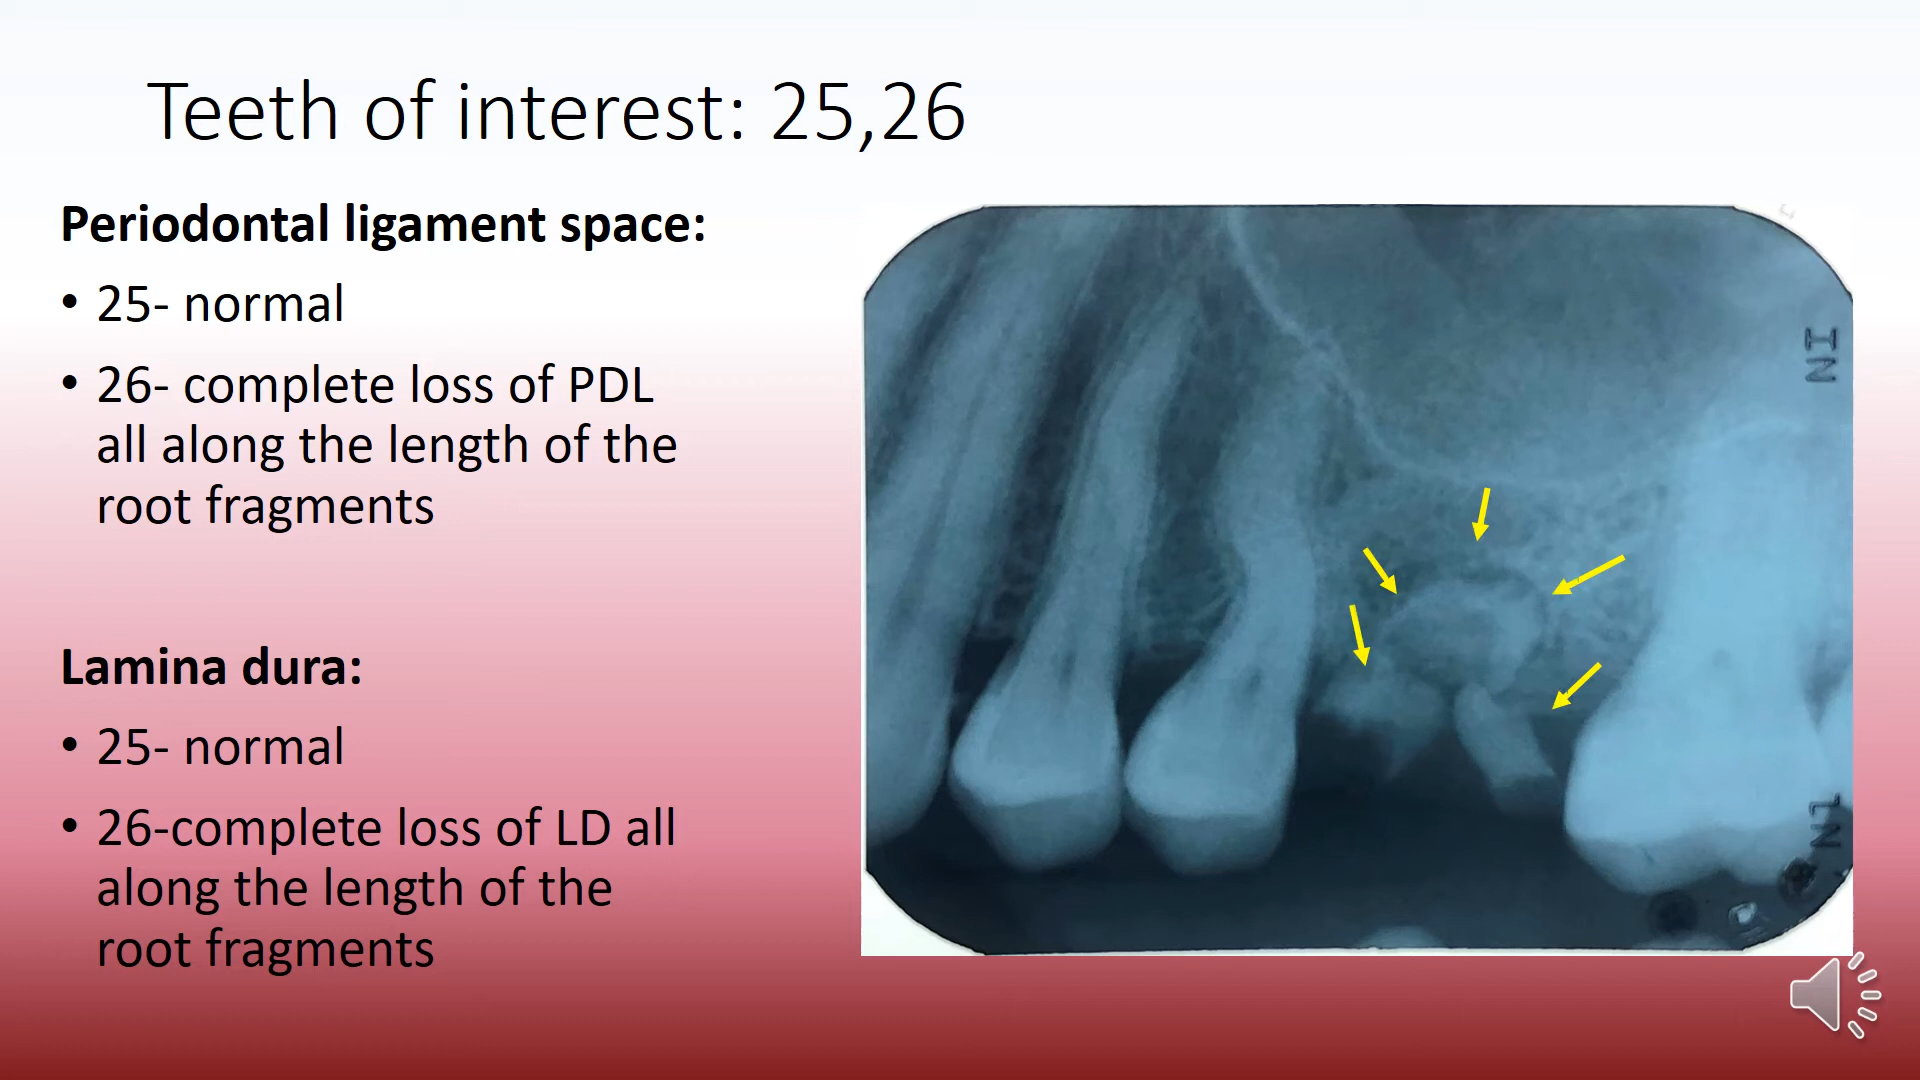 Teeth of interest: 25,26
Periodontal ligament space:
• 25- normal
• 26- complete loss of PDL
all along the length of the
root fragments
Lamina dura:
• 25- normal
• 26-complete loss of LD all
along the length of the
root fragments